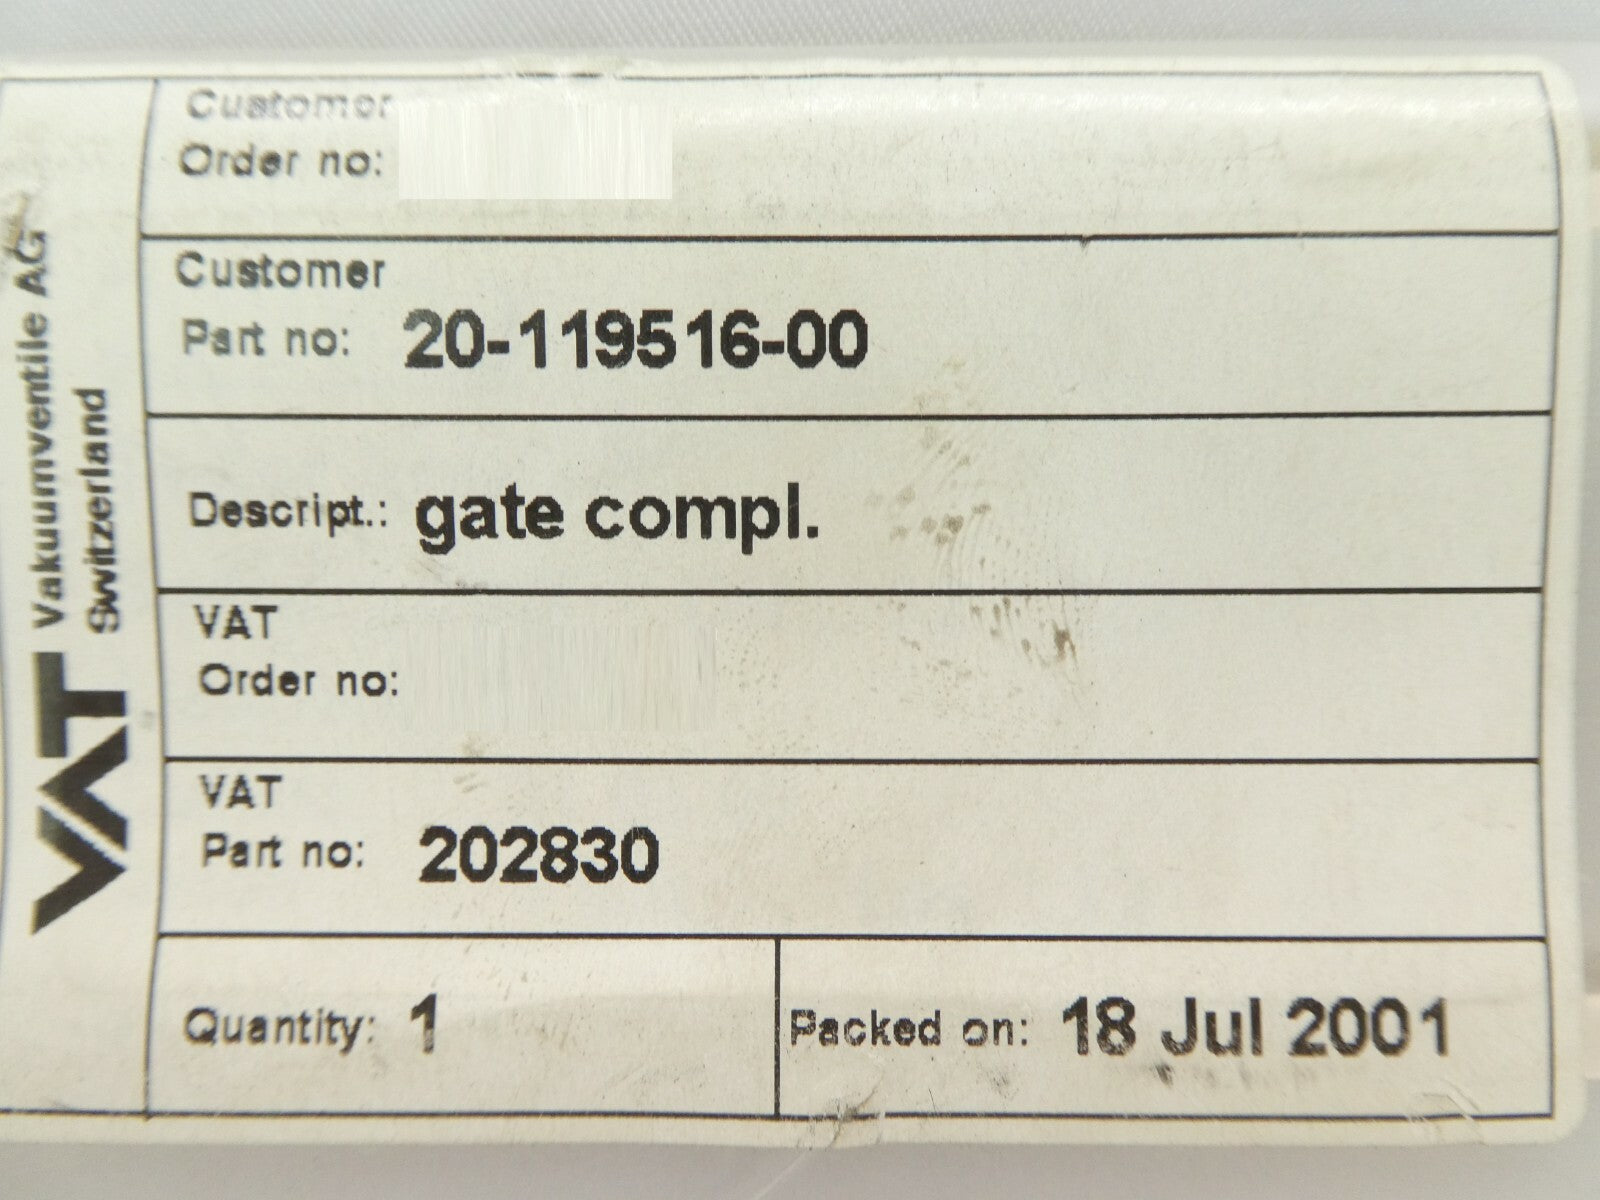 VAT Vakuumventile AG
Switzerland
Customer
Order no:
Customer
Part no: 20-119516-00
Descript.: gate compl.
VAT
Order no:
VAT
Part no: 202830
Quantity: 1
Packed on: 18 Jul 2001